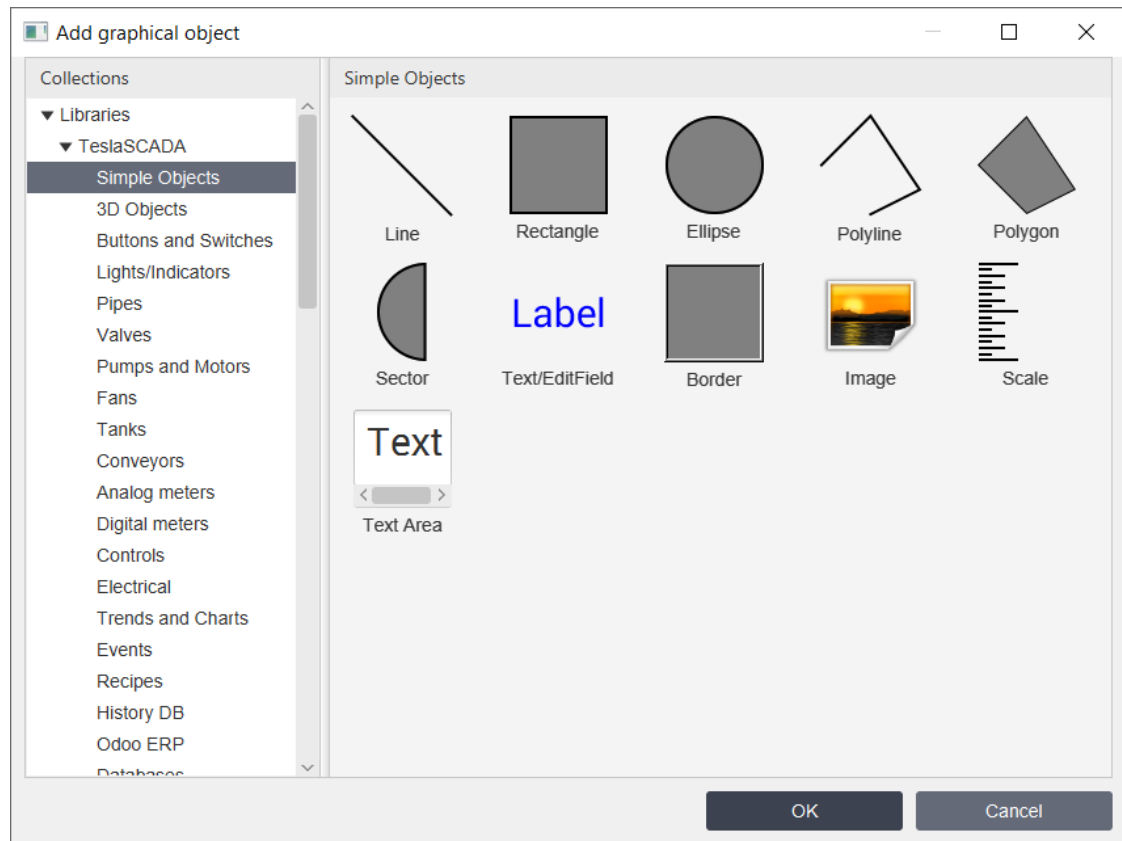 Add graphical object
Collections
Libraries
TeslaSCADA
Simple Objects
3D Objects
Buttons and Switches
Lights/Indicators
Pipes
Valves
Pumps and Motors
Fans
Tanks
Conveyors
Analog meters
Digital meters
Controls
Electrical
Trends and Charts
Events
Recipes
History DB
Odoo ERP
Databases
Simple Objects
Line
Rectangle
Ellipse
Polyline
Polygon
Label
Sector
Text/EditField
Border
Image
Scale
Text
Text Area
OK
Cancel